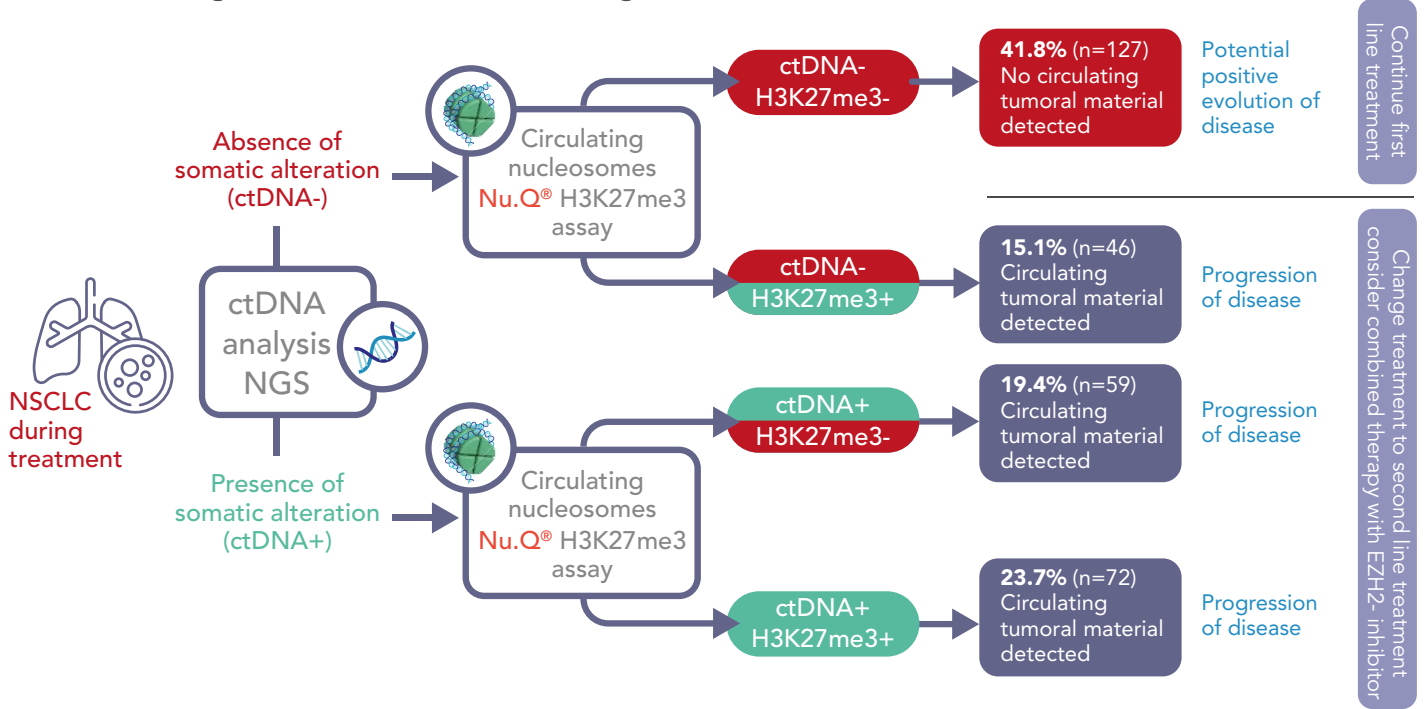 NSCLC
during
treatment
ctDNA
analysis
NGS
Absence of
somatic alteration
(ctDNA-)
Circulating
nucleosomes
Nu.Q® H3K27me3
assay
ctDNA-
H3K27me3-
41.8% (n=127)
No circulating
tumoral material
detected
Potential
positive
evolution of
disease
Continue first
line treatment
ctDNA-
H3K27me3+
15.1% (n=46)
Circulating
tumoral material
detected
Progression
of disease
Presence of
somatic alteration
(ctDNA+)
Circulating
nucleosomes
Nu.Q® H3K27me3
assay
ctDNA+
H3K27me3-
19.4% (n=59)
Circulating
tumoral material
detected
Progression
of disease
ctDNA+
H3K27me3+
23.7% (n=72)
Circulating
tumoral material
detected
Progression
of disease
Change treatment to second line treatment
consider combined therapy with EZH2- inhibitor